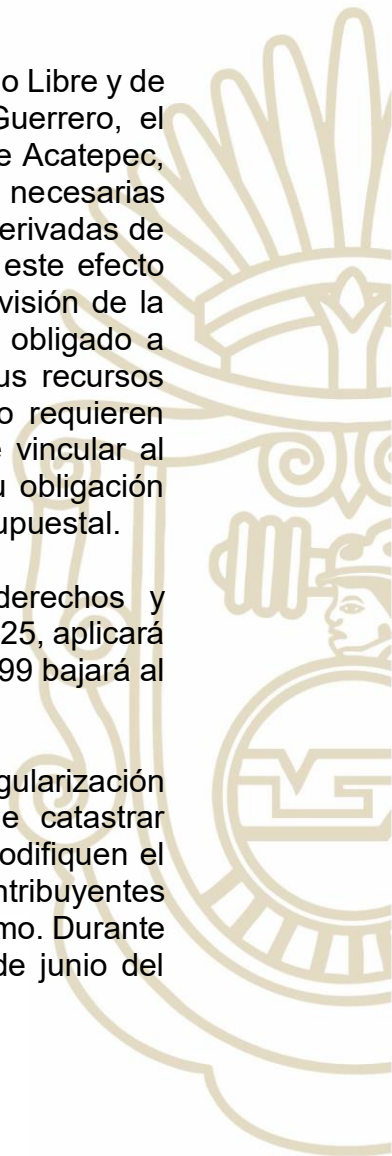 o Libre y de
Guerrero, el
e Acatepec,
necesarias
erivadas de
este efecto
visión de la
obligado a
us recursos
o requieren
e vincular al
u obligación
upuestal.
derechos y
25, aplicará
99 bajará al
gularización
e catastrar
odifiquen el
ntribuyentes
mo. Durante
de junio del